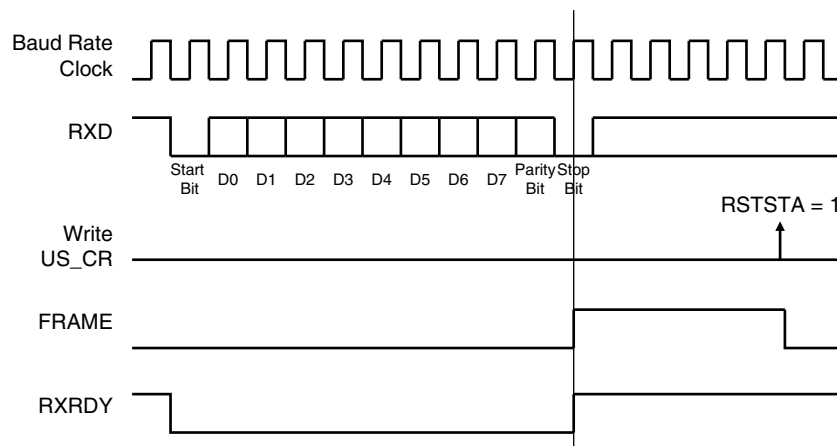 Baud Rate
Clock
RXD
Start
Bit
D0 D1 D2 D3 D4 D5 D6 D7
Parity
Bit
Stop
Bit
RSTSTA = 1
Write
US_CR
FRAME
RXRDY